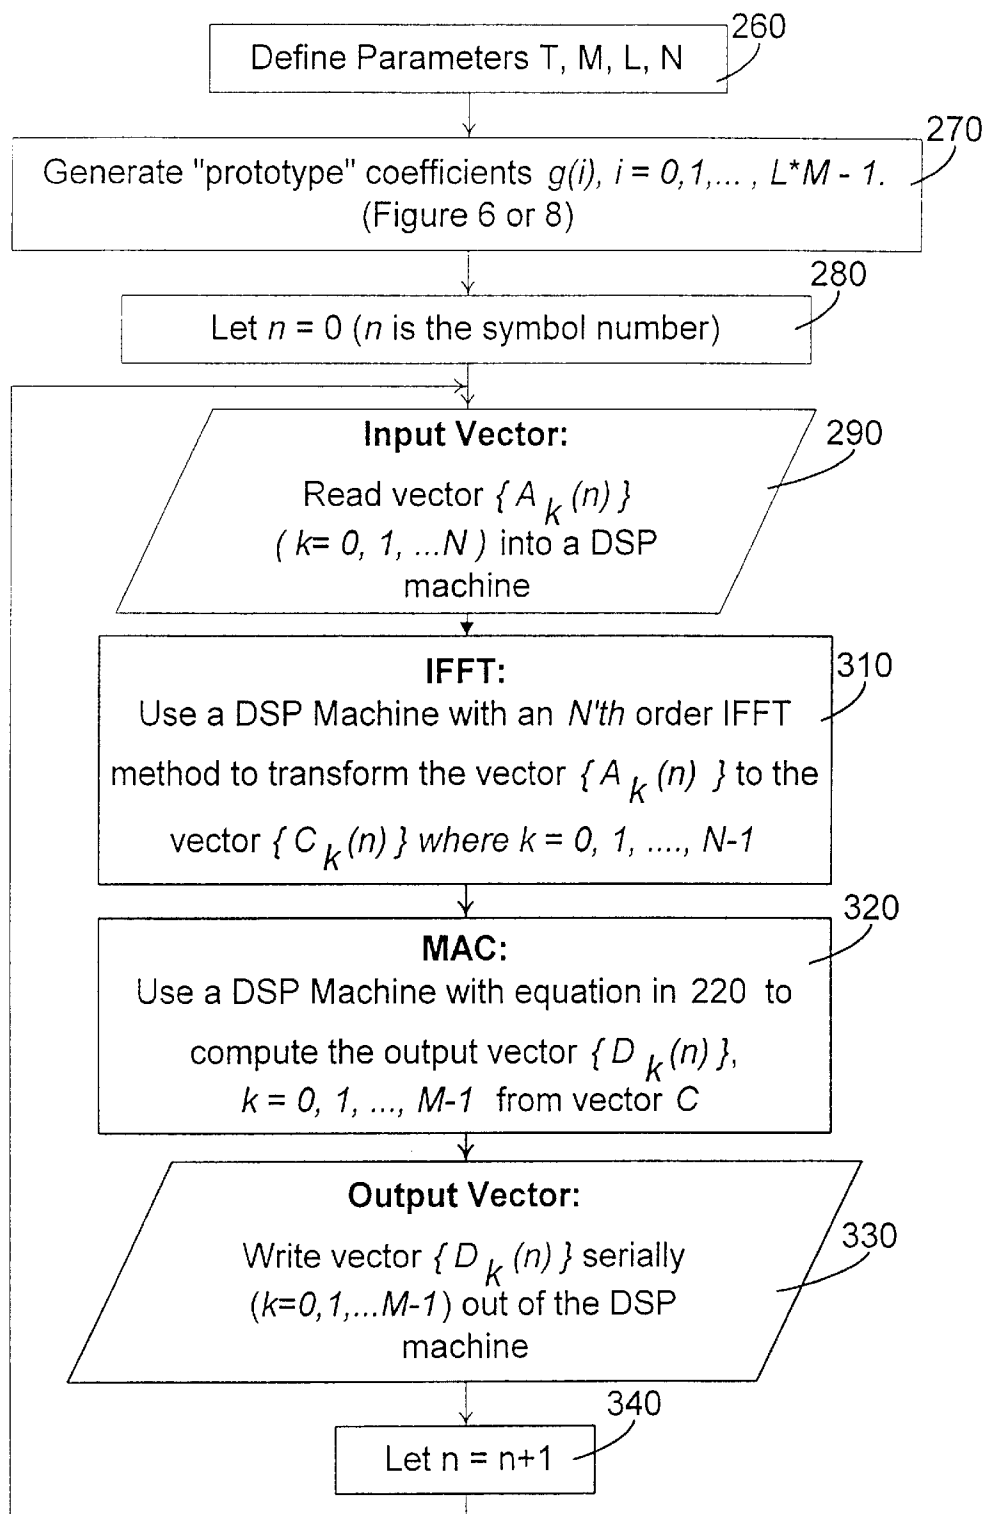 260
Define Parameters T, M, L, N
270
Generate "prototype" coefficients g(i), i = 0,1,... , L*M - 1.
(Figure 6 or 8)
280
Let n = 0 (n is the symbol number)
290
Input Vector:
Read vector { A k (n) }
( k= 0, 1, ...N ) into a DSP
machine
310
IFFT:
Use a DSP Machine with an N'th order IFFT
method to transform the vector { A k (n) } to the
vector { C k (n) } where k = 0, 1, ...., N-1
320
MAC:
Use a DSP Machine with equation in 220 to
compute the output vector { D k (n) },
k = 0, 1, ..., M-1 from vector C
330
Output Vector:
Write vector { D k (n) } serially
(k=0,1,...M-1) out of the DSP
machine
340
Let n = n+1